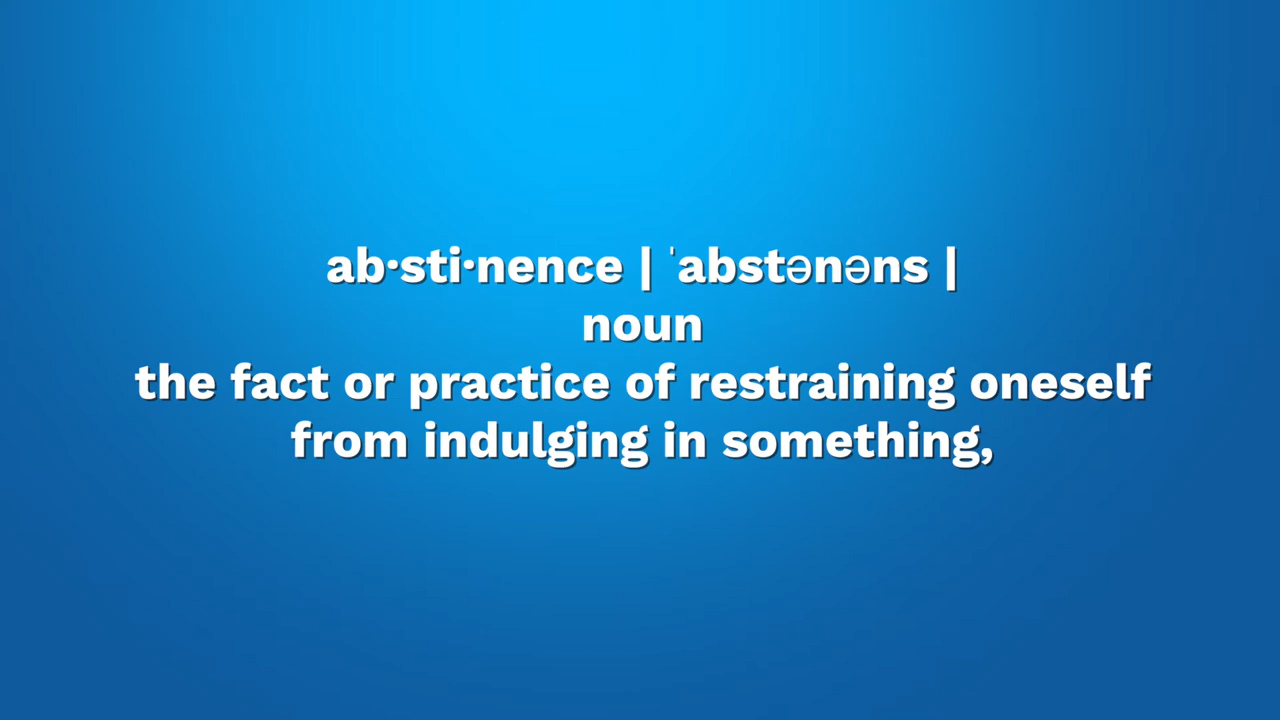 ab·sti·nence | ˈabstənəns |
noun
the fact or practice of restraining oneself
from indulging in something,